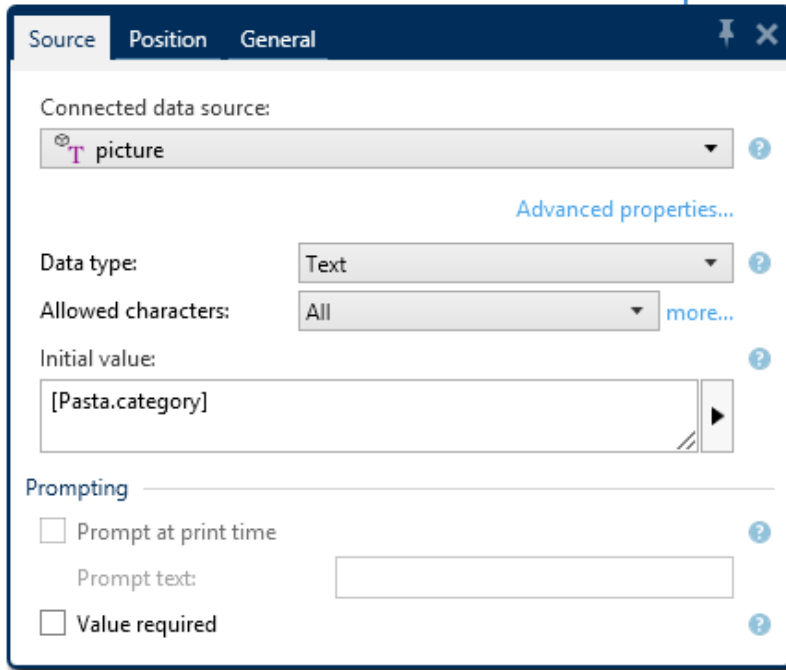 Source Position General
Connected data source:
T picture
Advanced properties...
Data type: Text
Allowed characters: All more...
Initial value:
[Pasta.category]
Prompting
Prompt at print time
Prompt text:
Value required